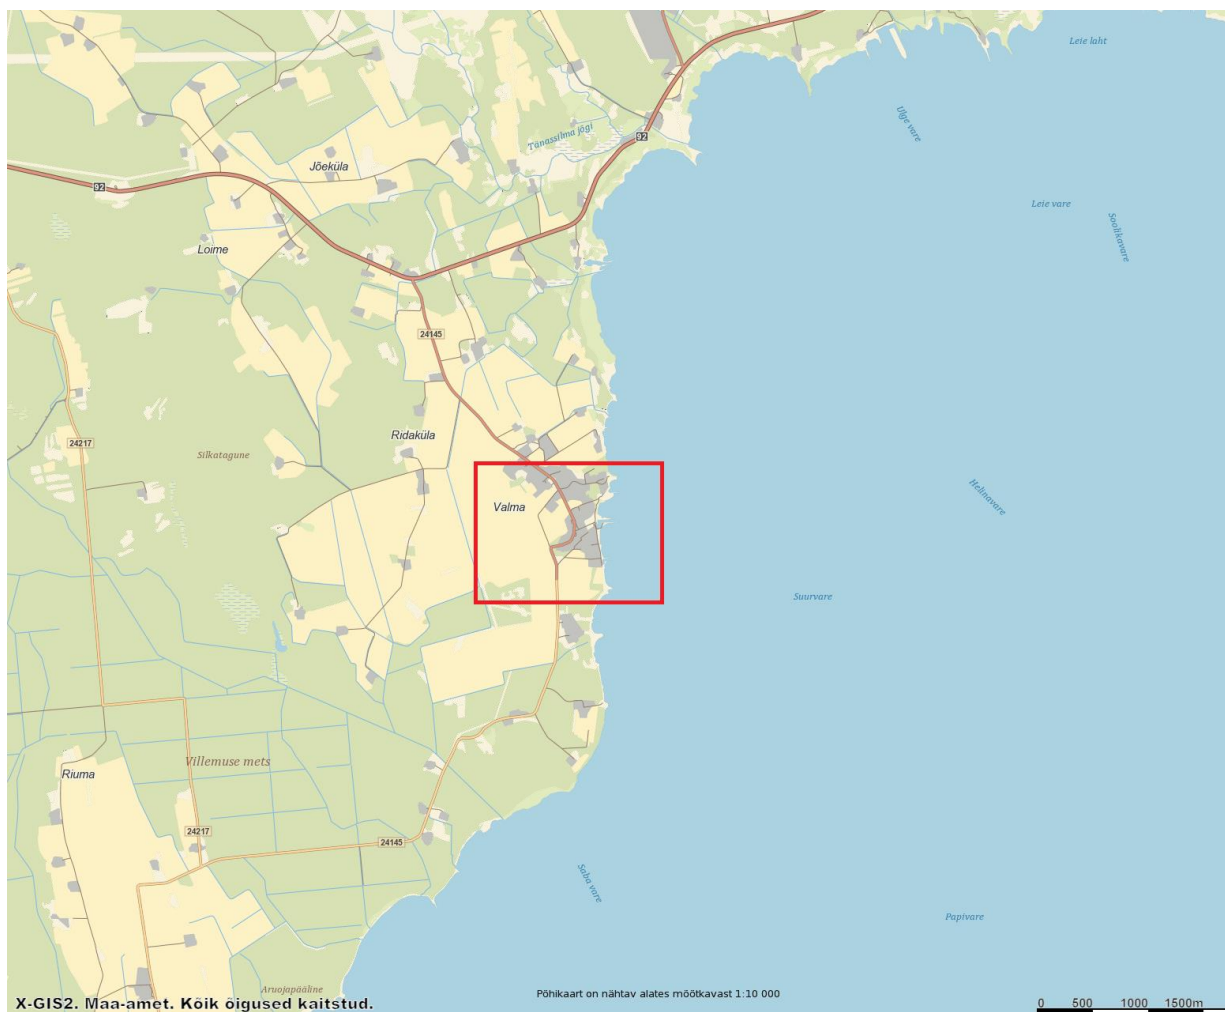 Leie laht
Ulge vare
Tänassilma jõgi
92
Jõeküla
92
Leie vare
Soolikavare
Loime
24145
Ridaküla
24217
Silkatagune
Helinavare
Valma
Suurvare
Villemuse mets
Riuma
24217
24145
Saba vare
Papivare
Aruojapääline
Põhikaart on nähtav alates mõõtkavast 1:10 000
X-GIS2. Maa-amet. Kõik õigused kaitstud.
0 500 1000 1500m